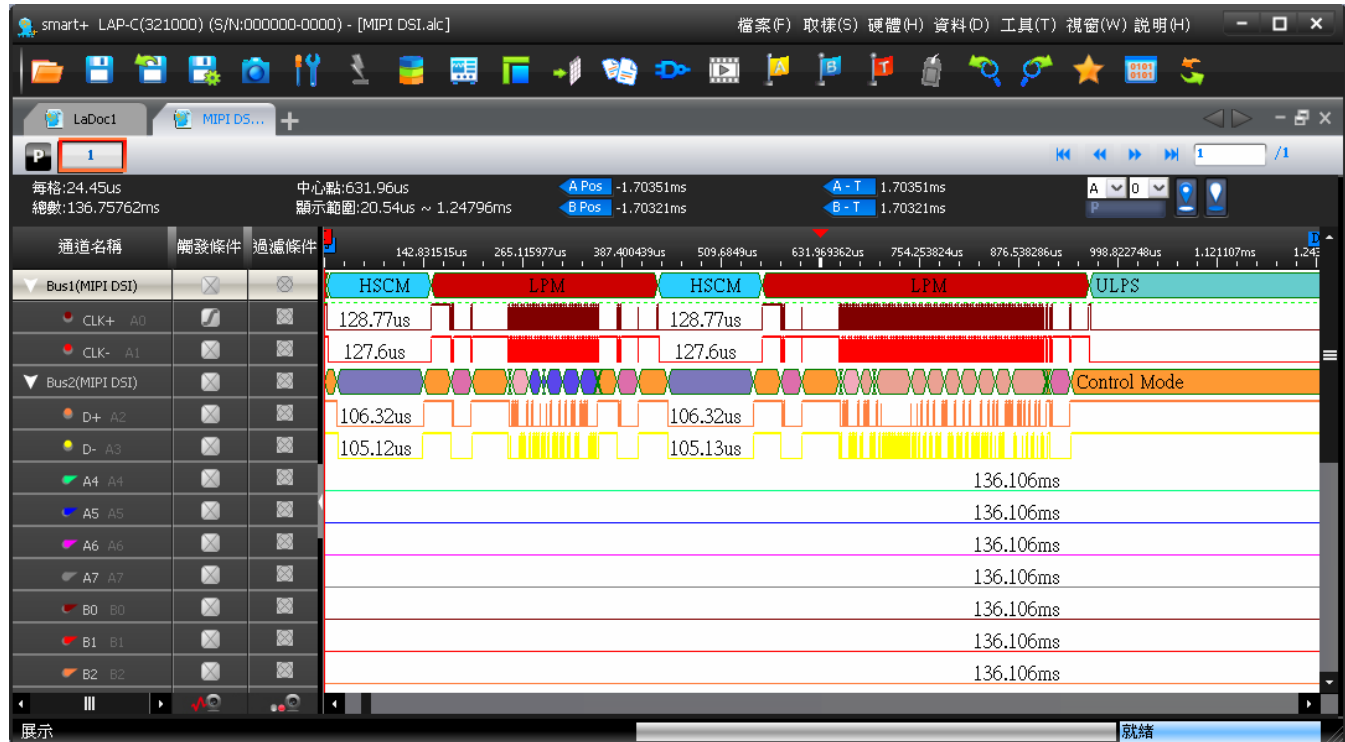 smart+ LAP-C(321000) (S/N:000000-0000) - [MIPI DSI.alc] 檔案(F) 取樣(S) 硬體(H) 資料(D) 工具(T) 視窗(W) 説明(H)
LaDoc1 MIPI DS...
P 1 1 /1
每格:24.45us 中心點:631.96us A Pos -1.70351ms A - T 1.70351ms A 0
總數:136.75762ms 顯示範圍:20.54us ~ 1.24796ms B Pos -1.70321ms B - T 1.70321ms P
通道名稱 觸發條件 過濾條件 142.831515us 265.115977us 387.400439us 509.6849us 631.969362us 754.253824us 876.538286us 998.822748us 1.121107ms D
Bus1(MIPI DSI) HSCM LPM HSCM LPM ULPS
CLK+ A0 128.77us 128.77us
CLK- A1 127.6us 127.6us
Bus2(MIPI DSI) Control Mode
D+ A2 106.32us 106.32us
D- A3 105.12us 105.13us
A4 A4 136.106ms
A5 A5 136.106ms
A6 A6 136.106ms
A7 A7 136.106ms
B0 B0 136.106ms
B1 B1 136.106ms
B2 B2 136.106ms
展示 就緒